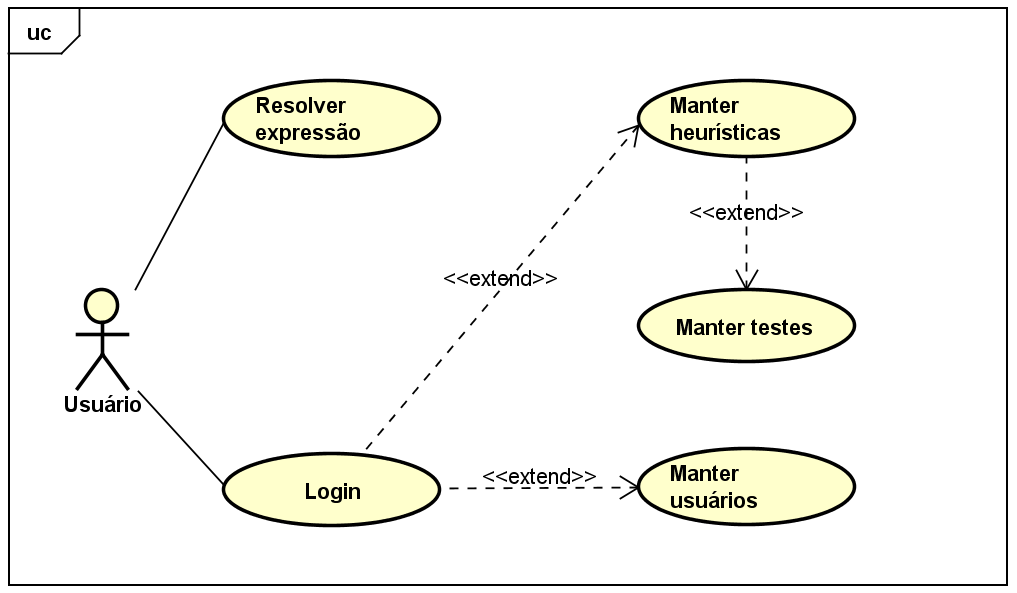 uc
Resolver
expressão
Manter
heurísticas
<<extend>>
<<extend>>
Manter testes
Usuário
Login
<<extend>>
Manter
usuários